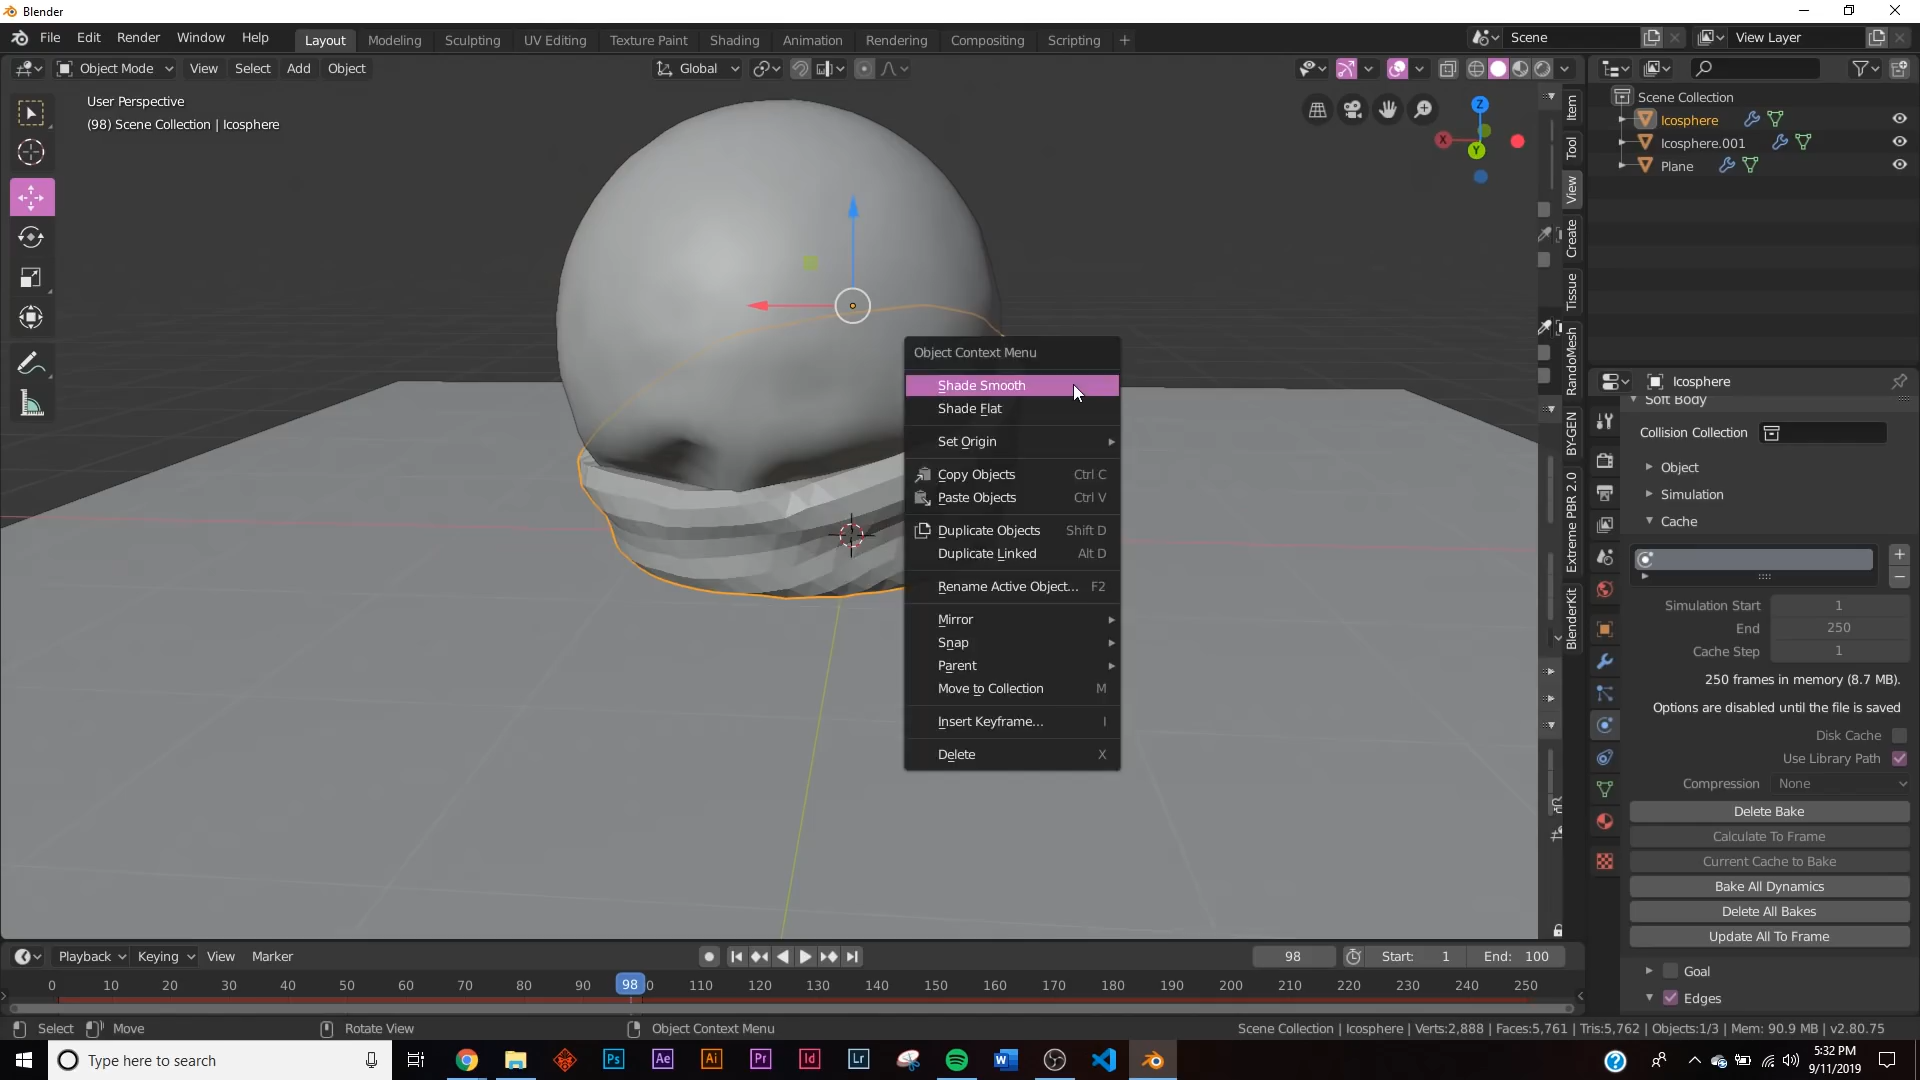 Blender
File Edit Render Window Help Layout Modeling Sculpting UV Editing Texture Paint Shading Animation Rendering Compositing Scripting + Scene View Layer
Object Mode View Select Add Object Global
User Perspective
(98) Scene Collection | Icosphere
Z
X
Y
Item
Tool
View
Create
Tissue
RandoMesh
BY-GEN
Extreme PBR 2.0
BlenderKit
Scene Collection
Icosphere
Icosphere.001
Plane
Object Context Menu
Shade Smooth
Shade Flat
Set Origin
Copy Objects Ctrl C
Paste Objects Ctrl V
Duplicate Objects Shift D
Duplicate Linked Alt D
Rename Active Object... F2
Mirror
Snap
Parent
Move to Collection M
Insert Keyframe... I
Delete X
Icosphere
Soft Body
Collision Collection
Object
Simulation
Cache
Simulation Start 1
End 250
Cache Step 1
250 frames in memory (8.7 MB).
Options are disabled until the file is saved
Disk Cache
Use Library Path
Compression None
Delete Bake
Calculate To Frame
Current Cache to Bake
Bake All Dynamics
Delete All Bakes
Update All To Frame
Goal
Edges
Playback Keying View Marker 98 Start: 1 End: 100
0 10 20 30 40 50 60 70 80 90 98 0 110 120 130 140 150 160 170 180 190 200 210 220 230 240 250
Select Move Rotate View Object Context Menu Scene Collection | Icosphere | Verts:2,888 | Faces:5,761 | Tris:5,762 | Objects:1/3 | Mem: 90.9 MB | v2.80.75
Type here to search Ps Ae Ai Pr Id Lr W
5:32 PM
9/11/2019